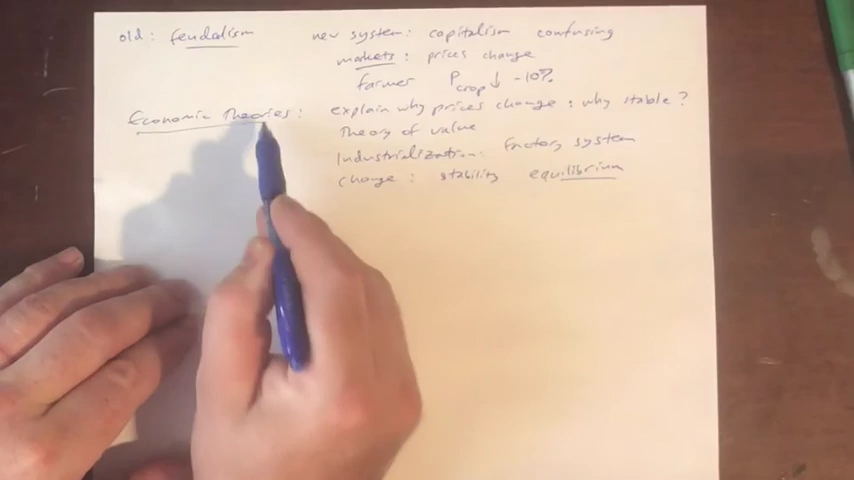 old: feudalism new system: capitalism confusing
markets: prices change
farmer Pcrop ↓ -10%
Economic Theories: explain why prices change: why stable?
Theory of value
Industrialization: factory system
change: stability equilibrium